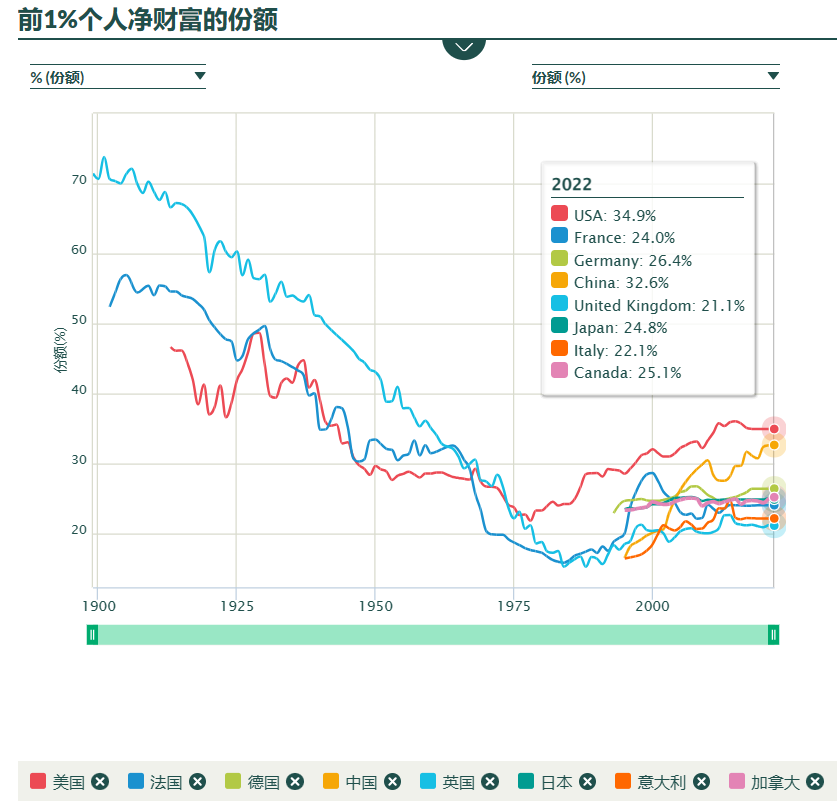 前1%个人净财富的份额
% (份额)
份额 (%)
2022
USA: 34.9%
France: 24.0%
Germany: 26.4%
China: 32.6%
United Kingdom: 21.1%
Japan: 24.8%
Italy: 22.1%
Canada: 25.1%
份额(%)
70
60
50
40
30
20
1900 1925 1950 1975 2000
美国 法国 德国 中国 英国 日本 意大利 加拿大